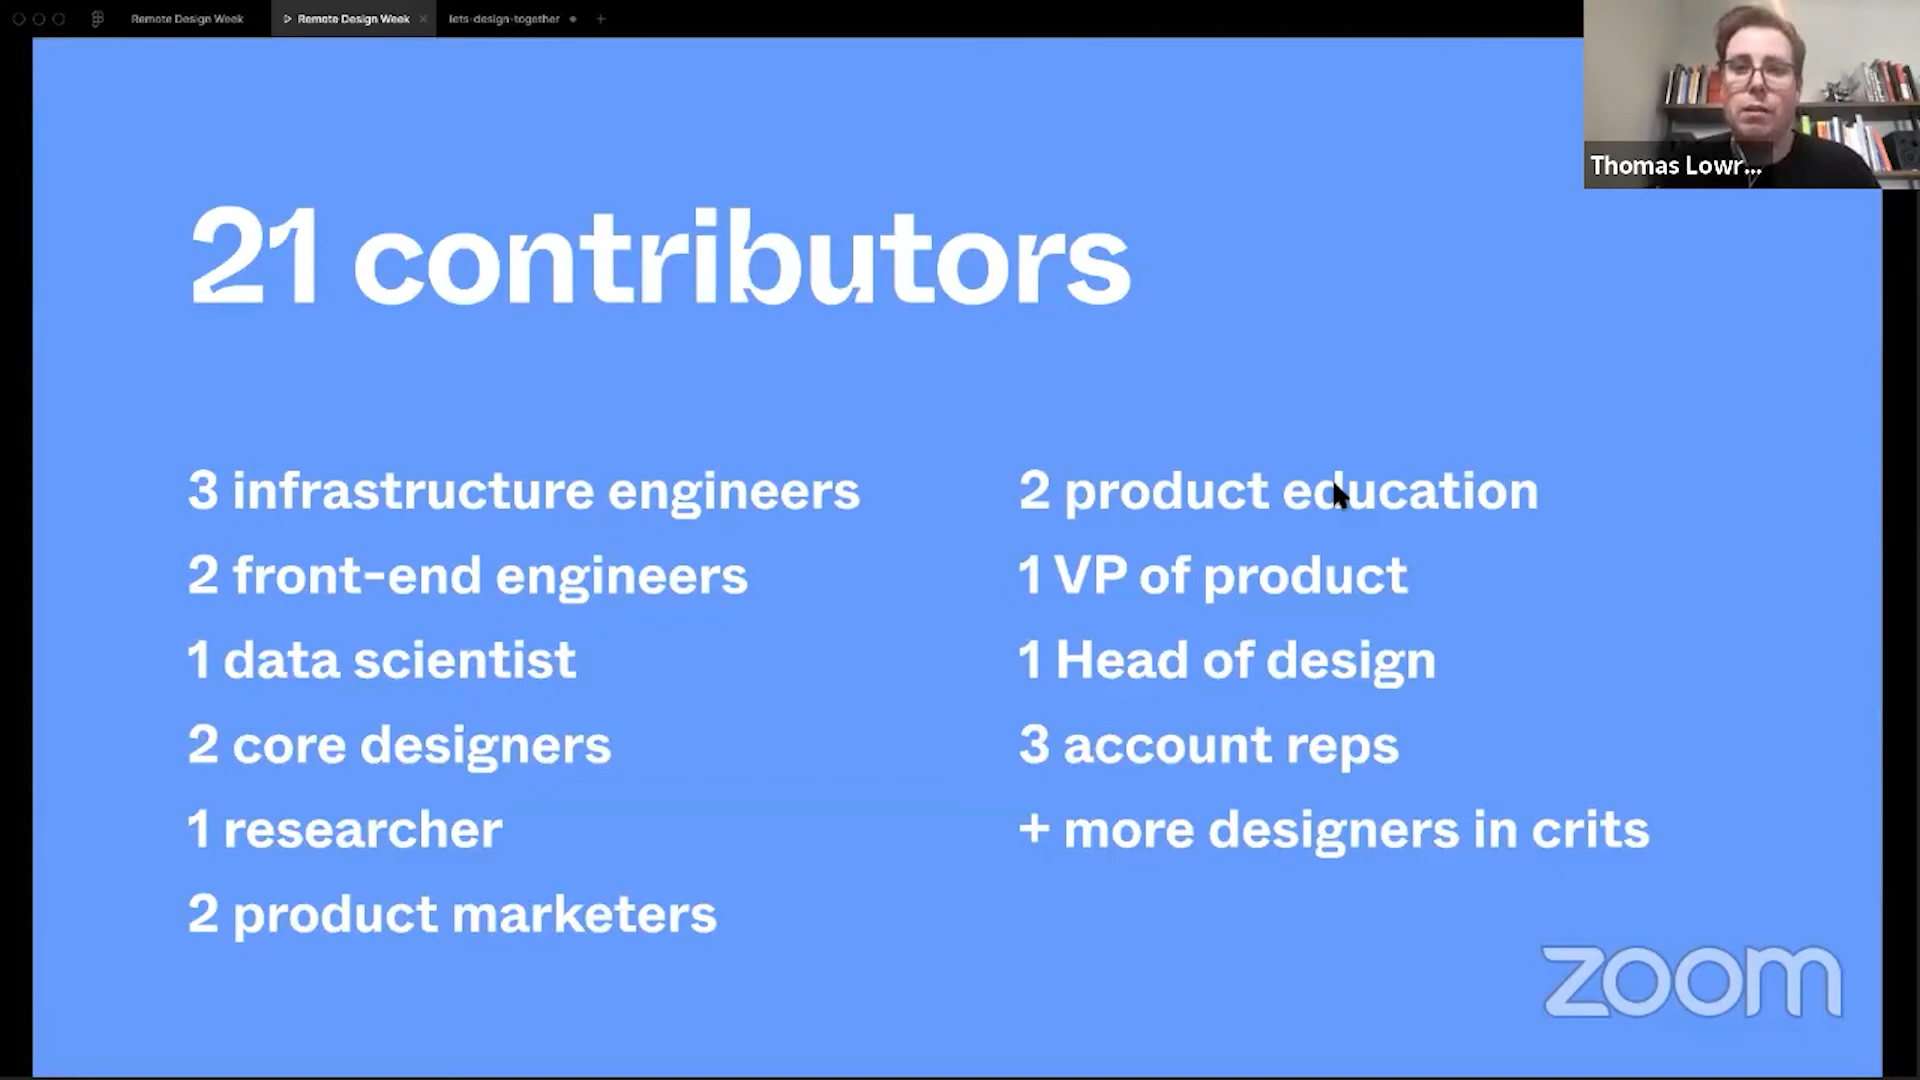 Remote Design Week
Remote Design Week
lets-design-together
Thomas Lowr...
21 contributors
3 infrastructure engineers
2 front-end engineers
1 data scientist
2 core designers
1 researcher
2 product marketers
2 product education
1 VP of product
1 Head of design
3 account reps
+ more designers in crits
zoom